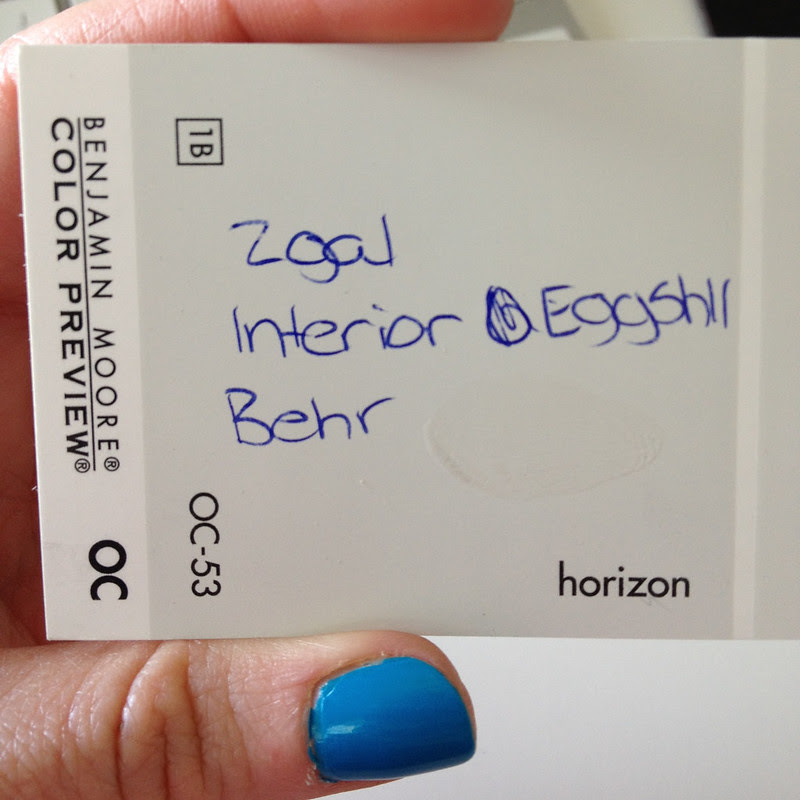 BENJAMIN MOORE®
COLOR PREVIEW®
OC
1B
2gal
Interior Eggshll
Behr
OC-53
horizon